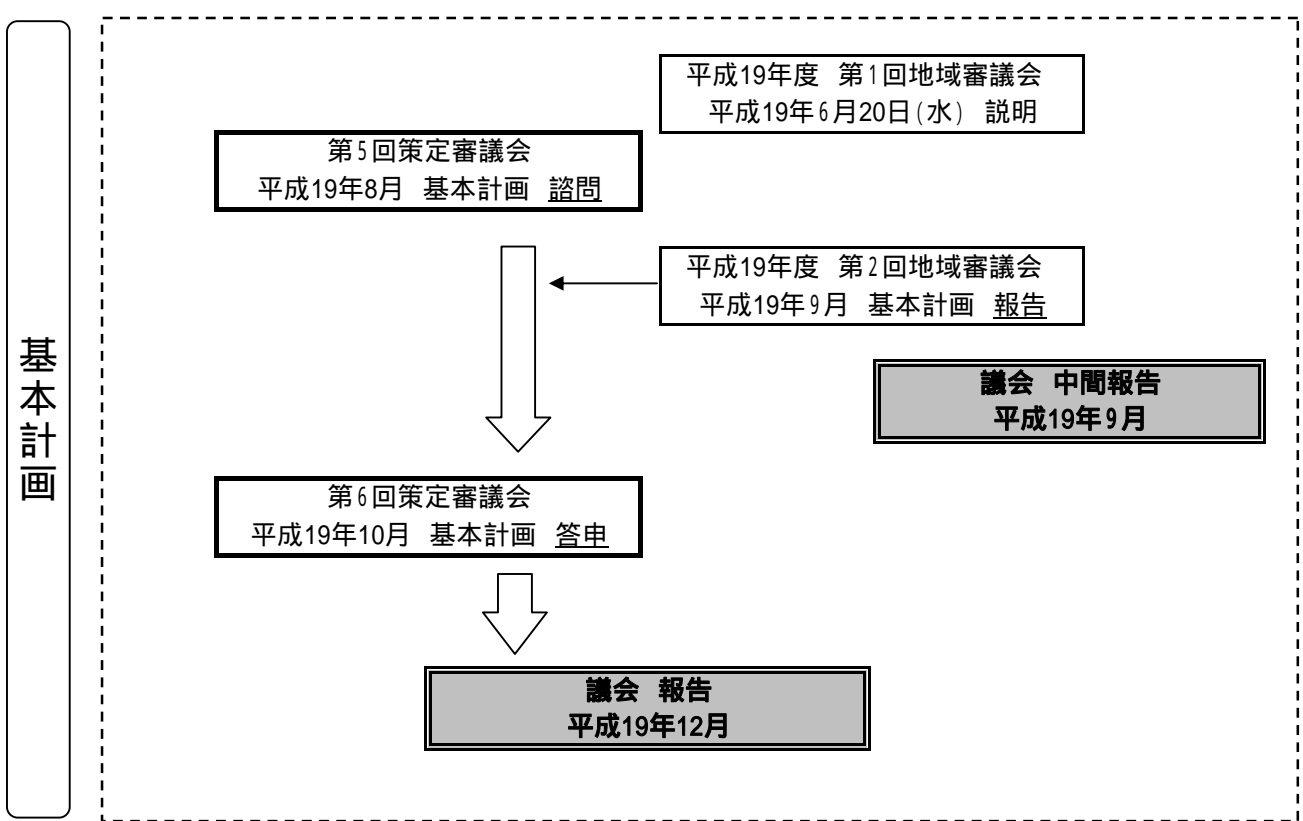 基本計画
平成19年度 第1回地域審議会
平成19年6月20日(水) 説明
第5回策定審議会
平成19年8月 基本計画 諮問
平成19年度 第2回地域審議会
平成19年9月 基本計画 報告
議会 中間報告
平成19年9月
第6回策定審議会
平成19年10月 基本計画 答申
議会 報告
平成19年12月